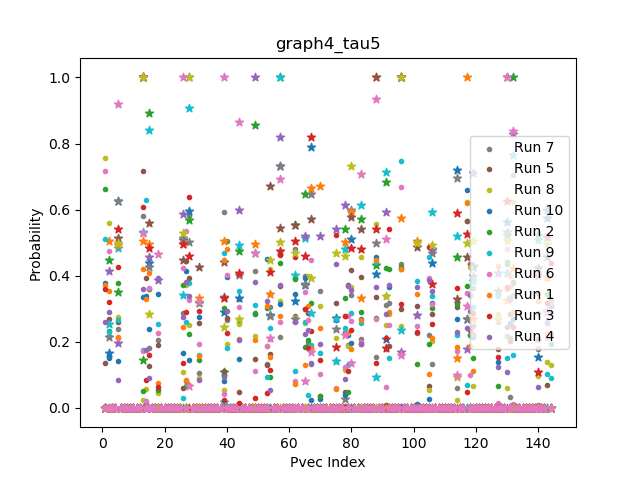 graph4_tau5
Probability
1.0
0.8
0.6
0.4
0.2
0.0
Run 7
Run 5
Run 8
Run 10
Run 2
Run 9
Run 6
Run 1
Run 3
Run 4
0 20 40 60 80 100 120 140
Pvec Index